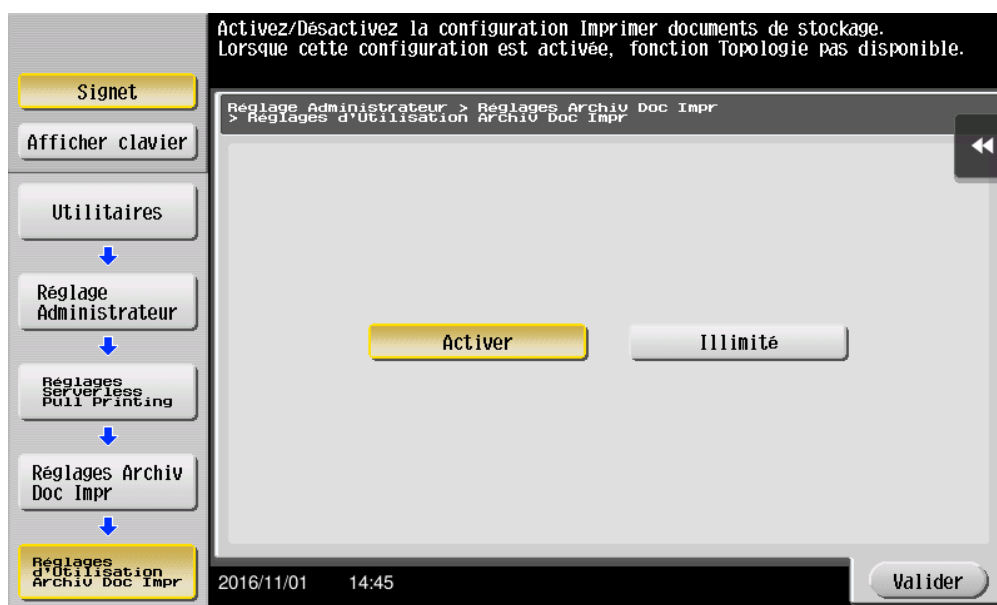 Activez/Désactivez la configuration Imprimer documents de stockage.
Lorsque cette configuration est activée, fonction Topologie pas disponible.
Signet
Afficher clavier
Utilitaires
Réglage
Administrateur
Réglages
Serverless
Pull Printing
Réglages Archiv
Doc Impr
Réglages
d'Utilisation
Archiv Doc Impr
Réglage Administrateur > Réglages Archiv Doc Impr
> Réglages d'Utilisation Archiv Doc Impr
Activer
Illimité
2016/11/01 14:45
Valider